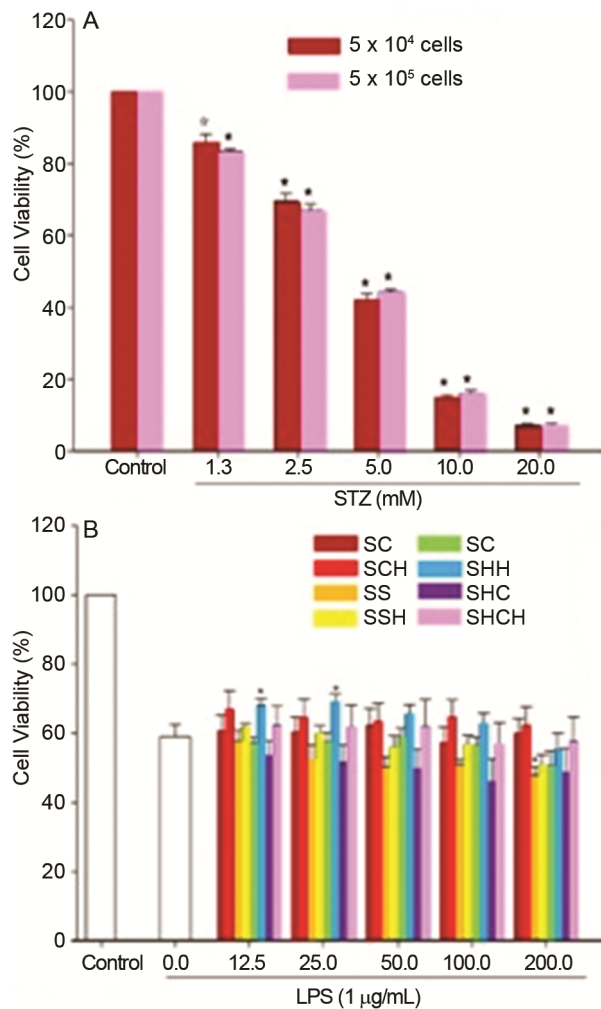 A
120
100
80
60
40
20
0
Cell Viability (%)
5 x 10⁴ cells
5 x 10⁵ cells
* *
* *
* *
* *
* *
Control 1.3 2.5 5.0 10.0 20.0
STZ (mM)
B
120
100
80
60
40
20
0
Cell Viability (%)
SC SC
SCH SHH
SS SHC
SSH SHCH
* *
*
Control 0.0 12.5 25.0 50.0 100.0 200.0
LPS (1 µg/mL)